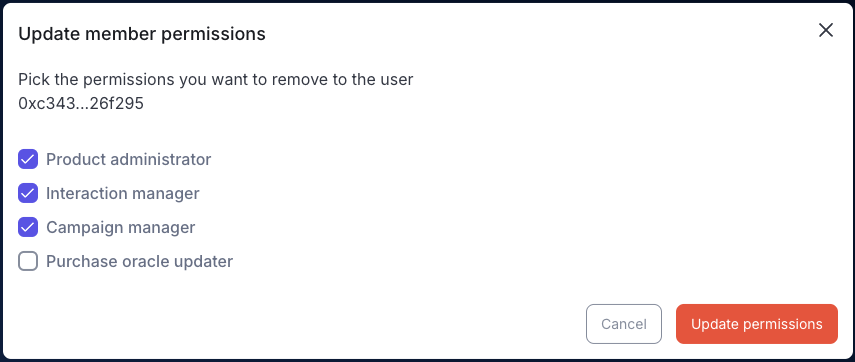 Update member permissions
Pick the permissions you want to remove to the user
0xc343...26f295
Product administrator
Interaction manager
Campaign manager
Purchase oracle updater
Cancel
Update permissions